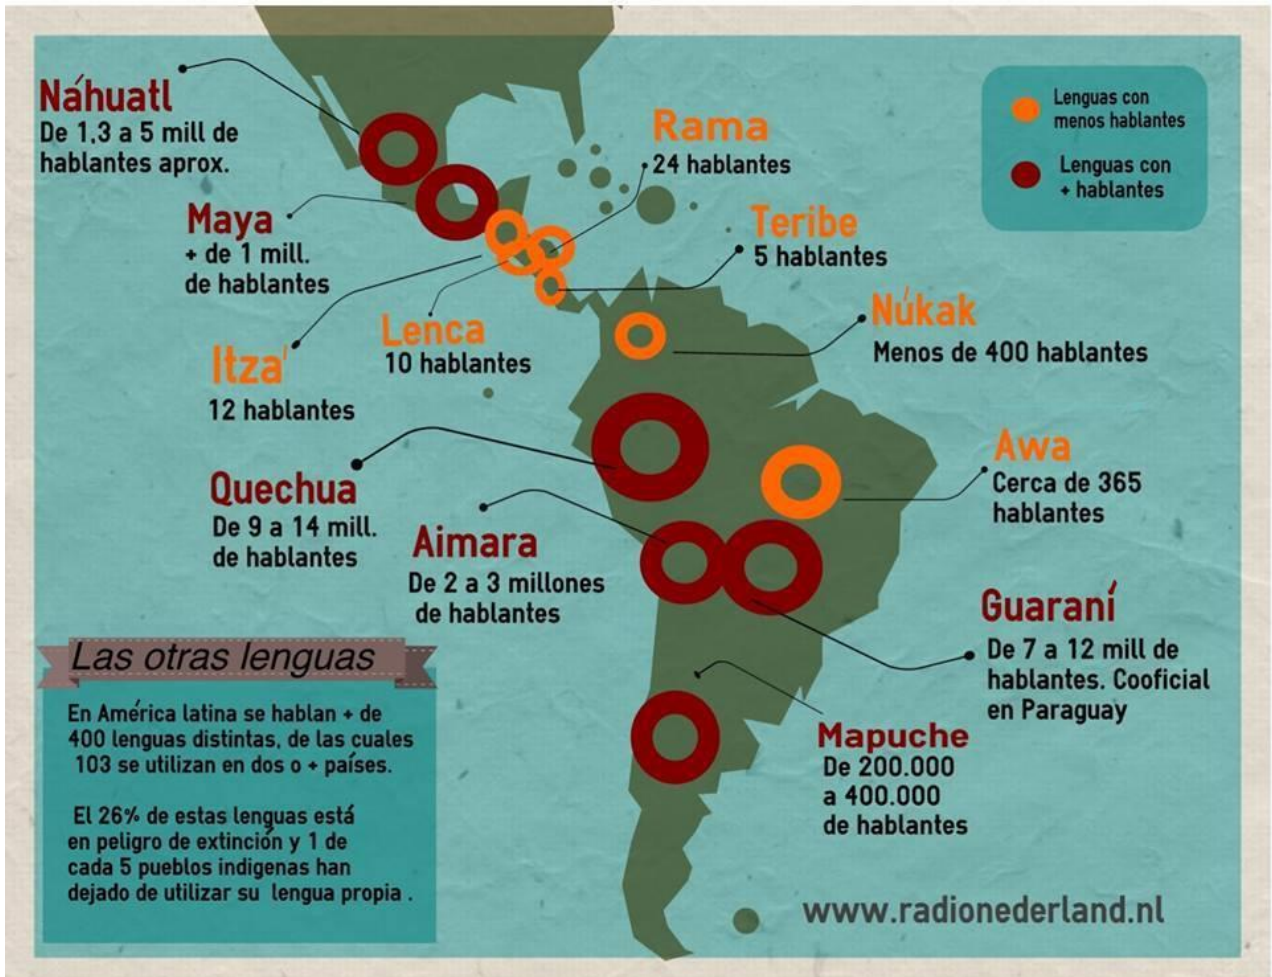 Náhuatl
De 1,3 a 5 mill de
hablantes aprox.
Rama
24 hablantes
Lenguas con
menos hablantes
Lenguas con
+ hablantes
Maya
+ de 1 mill.
de hablantes
Teribe
5 hablantes
Lenca
10 hablantes
Núkak
Menos de 400 hablantes
Itza'
12 hablantes
Quechua
De 9 a 14 mill.
de hablantes
Awa
Cerca de 365
hablantes
Aimara
De 2 a 3 millones
de hablantes
Guaraní
De 7 a 12 mill de
hablantes. Cooficial
en Paraguay
Las otras lenguas
En América latina se hablan + de
400 lenguas distintas, de las cuales
103 se utilizan en dos o + países.
El 26% de estas lenguas está
en peligro de extinción y 1 de
cada 5 pueblos indigenas han
dejado de utilizar su lengua propia .
Mapuche
De 200.000
a 400.000
de hablantes
www.radionederland.nl